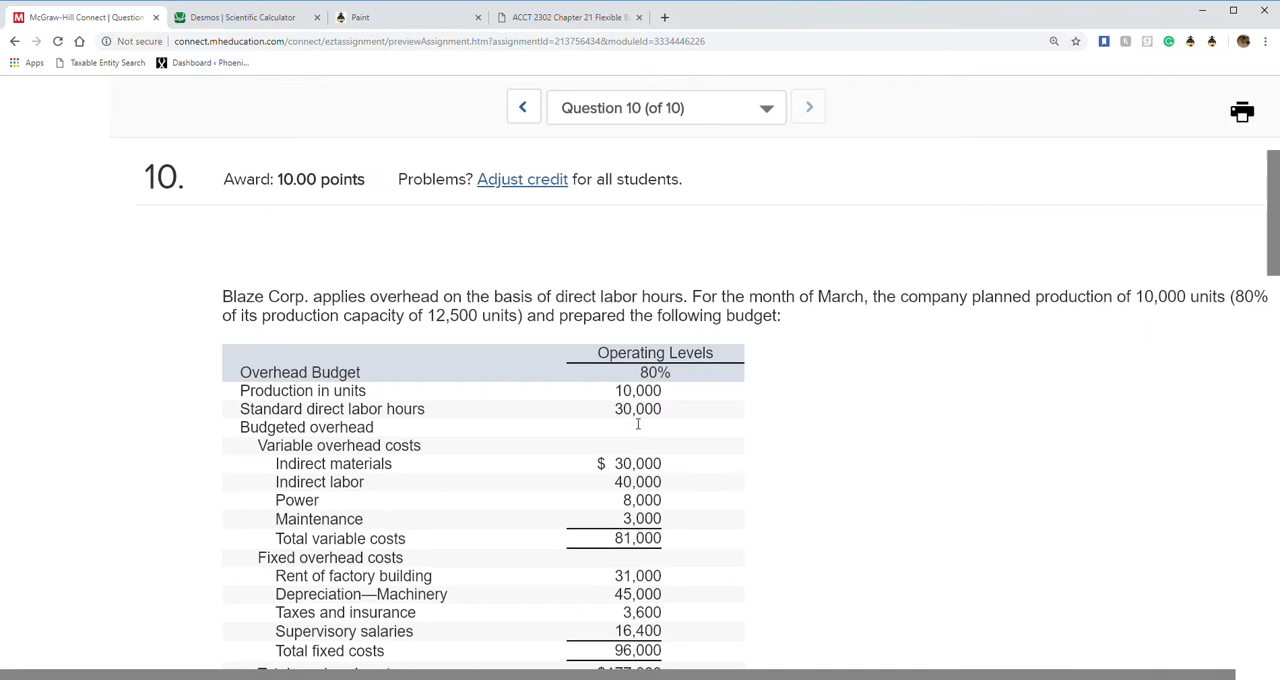 McGraw-Hill Connect | Question
Desmos | Scientific Calculator
Paint
ACCT 2302 Chapter 21 Flexible
Not secure | connect.mheducation.com/connect/eztassignment/previewAssignment.htm?assignmentId=213756434&moduleId=3334446226
Apps
Taxable Entity Search
Dashboard ‹ Phoeni...
Question 10 (of 10)
10.
Award: 10.00 points
Problems? Adjust credit for all students.
Blaze Corp. applies overhead on the basis of direct labor hours. For the month of March, the company planned production of 10,000 units (80%
of its production capacity of 12,500 units) and prepared the following budget:
Operating Levels
Overhead Budget 80%
Production in units 10,000
Standard direct labor hours 30,000
Budgeted overhead
Variable overhead costs
Indirect materials $ 30,000
Indirect labor 40,000
Power 8,000
Maintenance 3,000
Total variable costs 81,000
Fixed overhead costs
Rent of factory building 31,000
Depreciation—Machinery 45,000
Taxes and insurance 3,600
Supervisory salaries 16,400
Total fixed costs 96,000